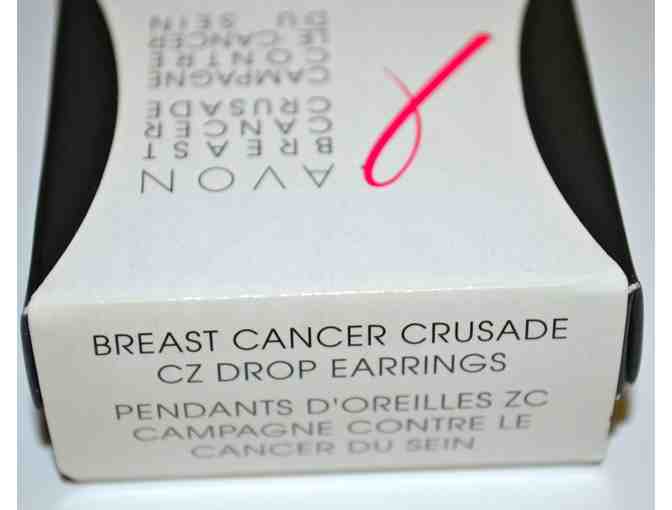 AVON
BREAST
CANCER
CRUSADE
CAMPAGNE
CONTRE
LE CANCER
DU SEIN
BREAST CANCER CRUSADE
CZ DROP EARRINGS
PENDANTS D'OREILLES ZC
CAMPAGNE CONTRE LE
CANCER DU SEIN